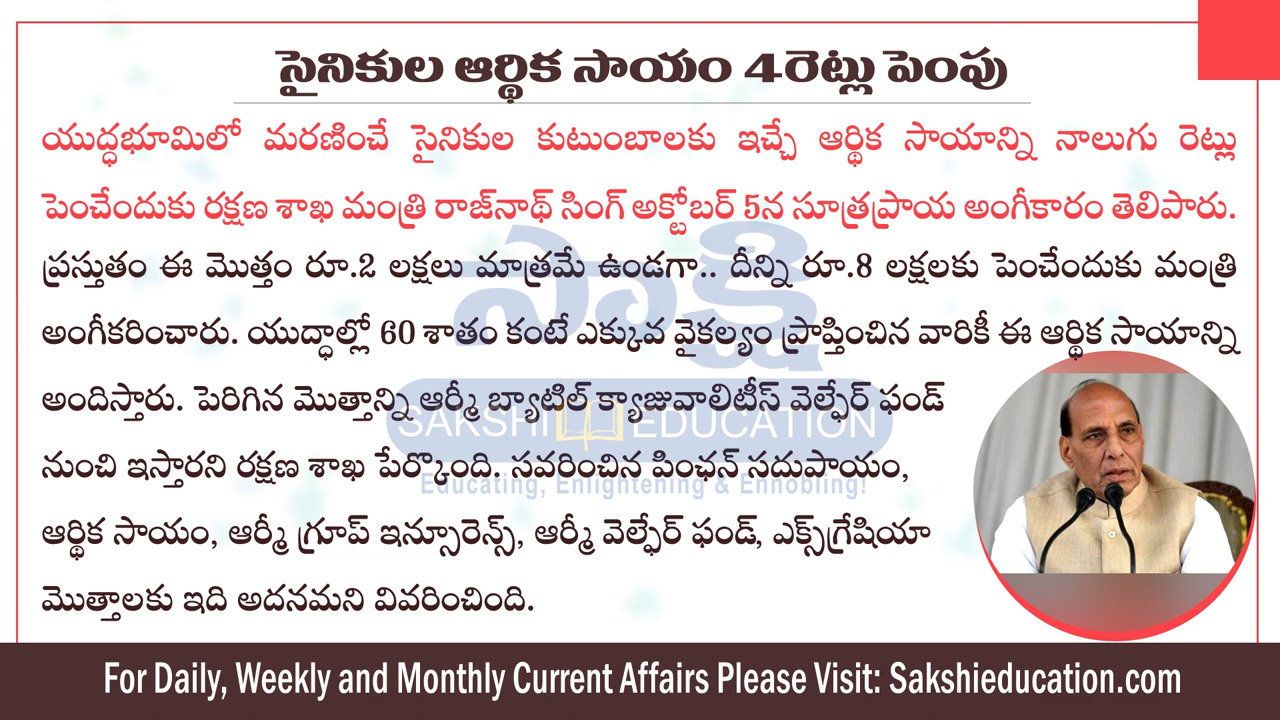 సైనికుల ఆర్థిక సాయం 4రెట్లు పెంపు
యుద్ధభూమిలో మరణించే సైనికుల కుటుంబాలకు ఇచ్చే ఆర్థిక సాయాన్ని నాలుగు రెట్లు
పెంచేందుకు రక్షణ శాఖ మంత్రి రాజ్‌నాథ్ సింగ్ అక్టోబర్ 5న సూత్రప్రాయ అంగీకారం తెలిపారు.
ప్రస్తుతం ఈ మొత్తం రూ.2 లక్షలు మాత్రమే ఉండగా.. దీన్ని రూ.8 లక్షలకు పెంచేందుకు మంత్రి
అంగీకరించారు. యుద్ధాల్లో 60 శాతం కంటే ఎక్కువ వైకల్యం ప్రాప్తించిన వారికీ ఈ ఆర్థిక సాయాన్ని
అందిస్తారు. పెరిగిన మొత్తాన్ని ఆర్మీ బ్యాటిల్ క్యాజువాలిటీస్ వెల్ఫేర్ ఫండ్
నుంచి ఇస్తారని రక్షణ శాఖ పేర్కొంది. సవరించిన పింఛన్ సదుపాయం,
ఆర్థిక సాయం, ఆర్మీ గ్రూప్ ఇన్సూరెన్స్, ఆర్మీ వెల్ఫేర్ ఫండ్, ఎక్స్‌గ్రేషియా
మొత్తాలకు ఇది అదనమని వివరించింది.
సాక్షి
SAKSHI EDUCATION
Educating, Enlightening & Ennobling!
For Daily, Weekly and Monthly Current Affairs Please Visit: Sakshieducation.com